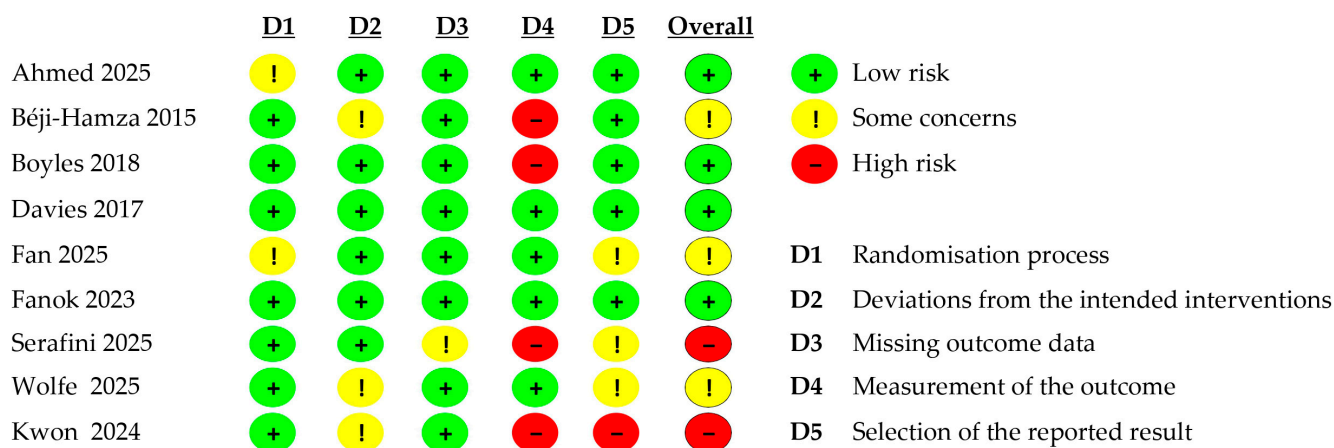 D1 D2 D3 D4 D5 Overall
Ahmed 2025 ! + + + + + + Low risk
Béji-Hamza 2015 + ! + - + ! ! Some concerns
Boyles 2018 + + + - + + - High risk
Davies 2017 + + + + + +
Fan 2025 ! + + + ! ! D1 Randomisation process
Fanok 2023 + + + + + + D2 Deviations from the intended interventions
Serafini 2025 + + ! - ! - D3 Missing outcome data
Wolfe 2025 + ! + + ! ! D4 Measurement of the outcome
Kwon 2024 + ! + - - - D5 Selection of the reported result